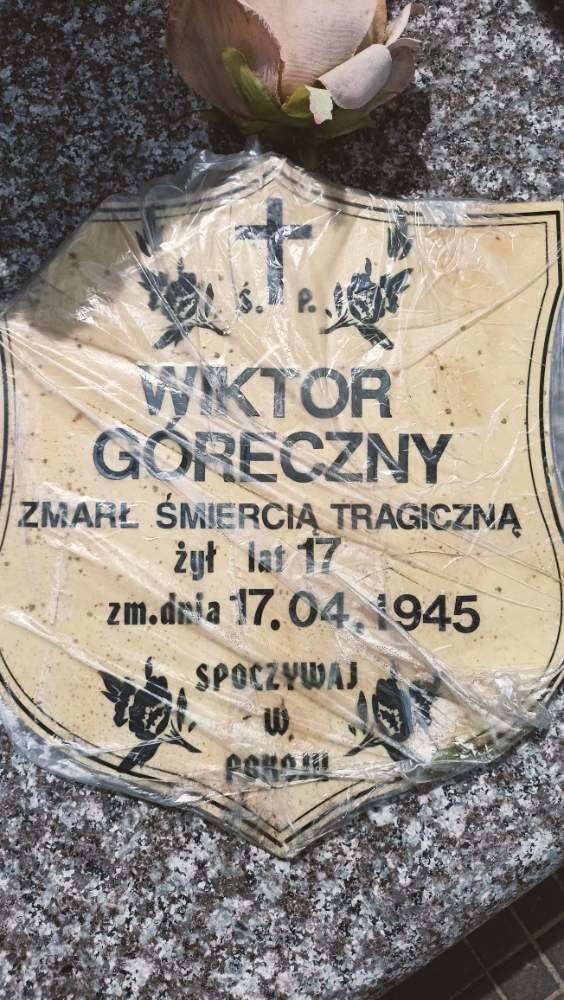 Ś. P.
WIKTOR
GÓRECZNY
ZMARŁ ŚMIERCIĄ TRAGICZNĄ
żył lat 17
zm.dnia 17.04.1945
SPOCZYWAJ
W
POKOJU